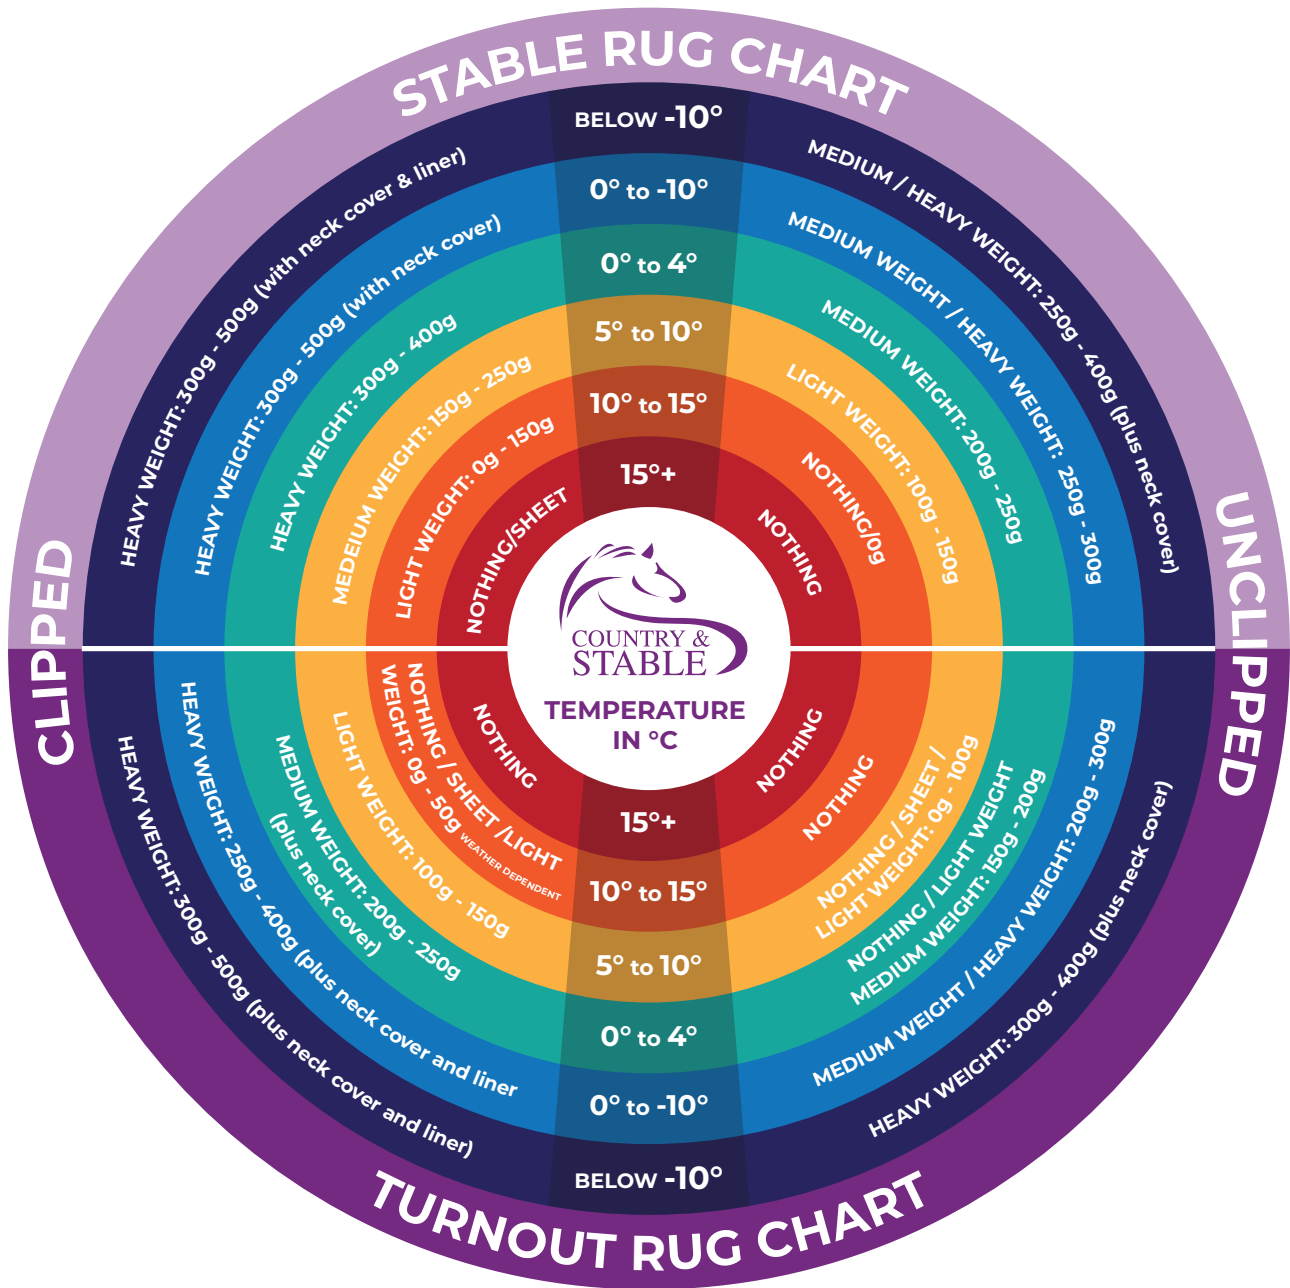 STABLE RUG CHART
CLIPPED
UNCLIPPED
BELOW -10°
0° to -10°
0° to 4°
5° to 10°
10° to 15°
15°+
HEAVY WEIGHT: 300g - 500g (with neck cover & liner)
HEAVY WEIGHT: 300g - 500g (with neck cover)
HEAVY WEIGHT: 300g - 400g
MEDEIUM WEIGHT: 150g - 250g
LIGHT WEIGHT: 0g - 150g
NOTHING/SHEET
MEDIUM / HEAVY WEIGHT: 250g - 400g (plus neck cover)
MEDIUM WEIGHT / HEAVY WEIGHT: 250g - 300g
MEDIUM WEIGHT: 200g - 250g
LIGHT WEIGHT: 100g - 150g
NOTHING/0g
NOTHING
COUNTRY &
STABLE
TEMPERATURE
IN °C
NOTHING
NOTHING / SHEET /LIGHT
WEIGHT: 0g - 50g WEATHER DEPENDENT
LIGHT WEIGHT: 100g - 150g
MEDIUM WEIGHT: 200g - 250g
(plus neck cover)
HEAVY WEIGHT: 250g - 400g (plus neck cover and liner
HEAVY WEIGHT: 300g - 500g (plus neck cover and liner)
NOTHING
NOTHING
NOTHING / SHEET /
LIGHT WEIGHT: 0g - 100g
NOTHING / LIGHT WEIGHT
MEDIUM WEIGHT: 150g - 200g
MEDIUM WEIGHT / HEAVY WEIGHT: 200g - 300g
HEAVY WEIGHT: 300g - 400g (plus neck cover)
15°+
10° to 15°
5° to 10°
0° to 4°
0° to -10°
BELOW -10°
TURNOUT RUG CHART